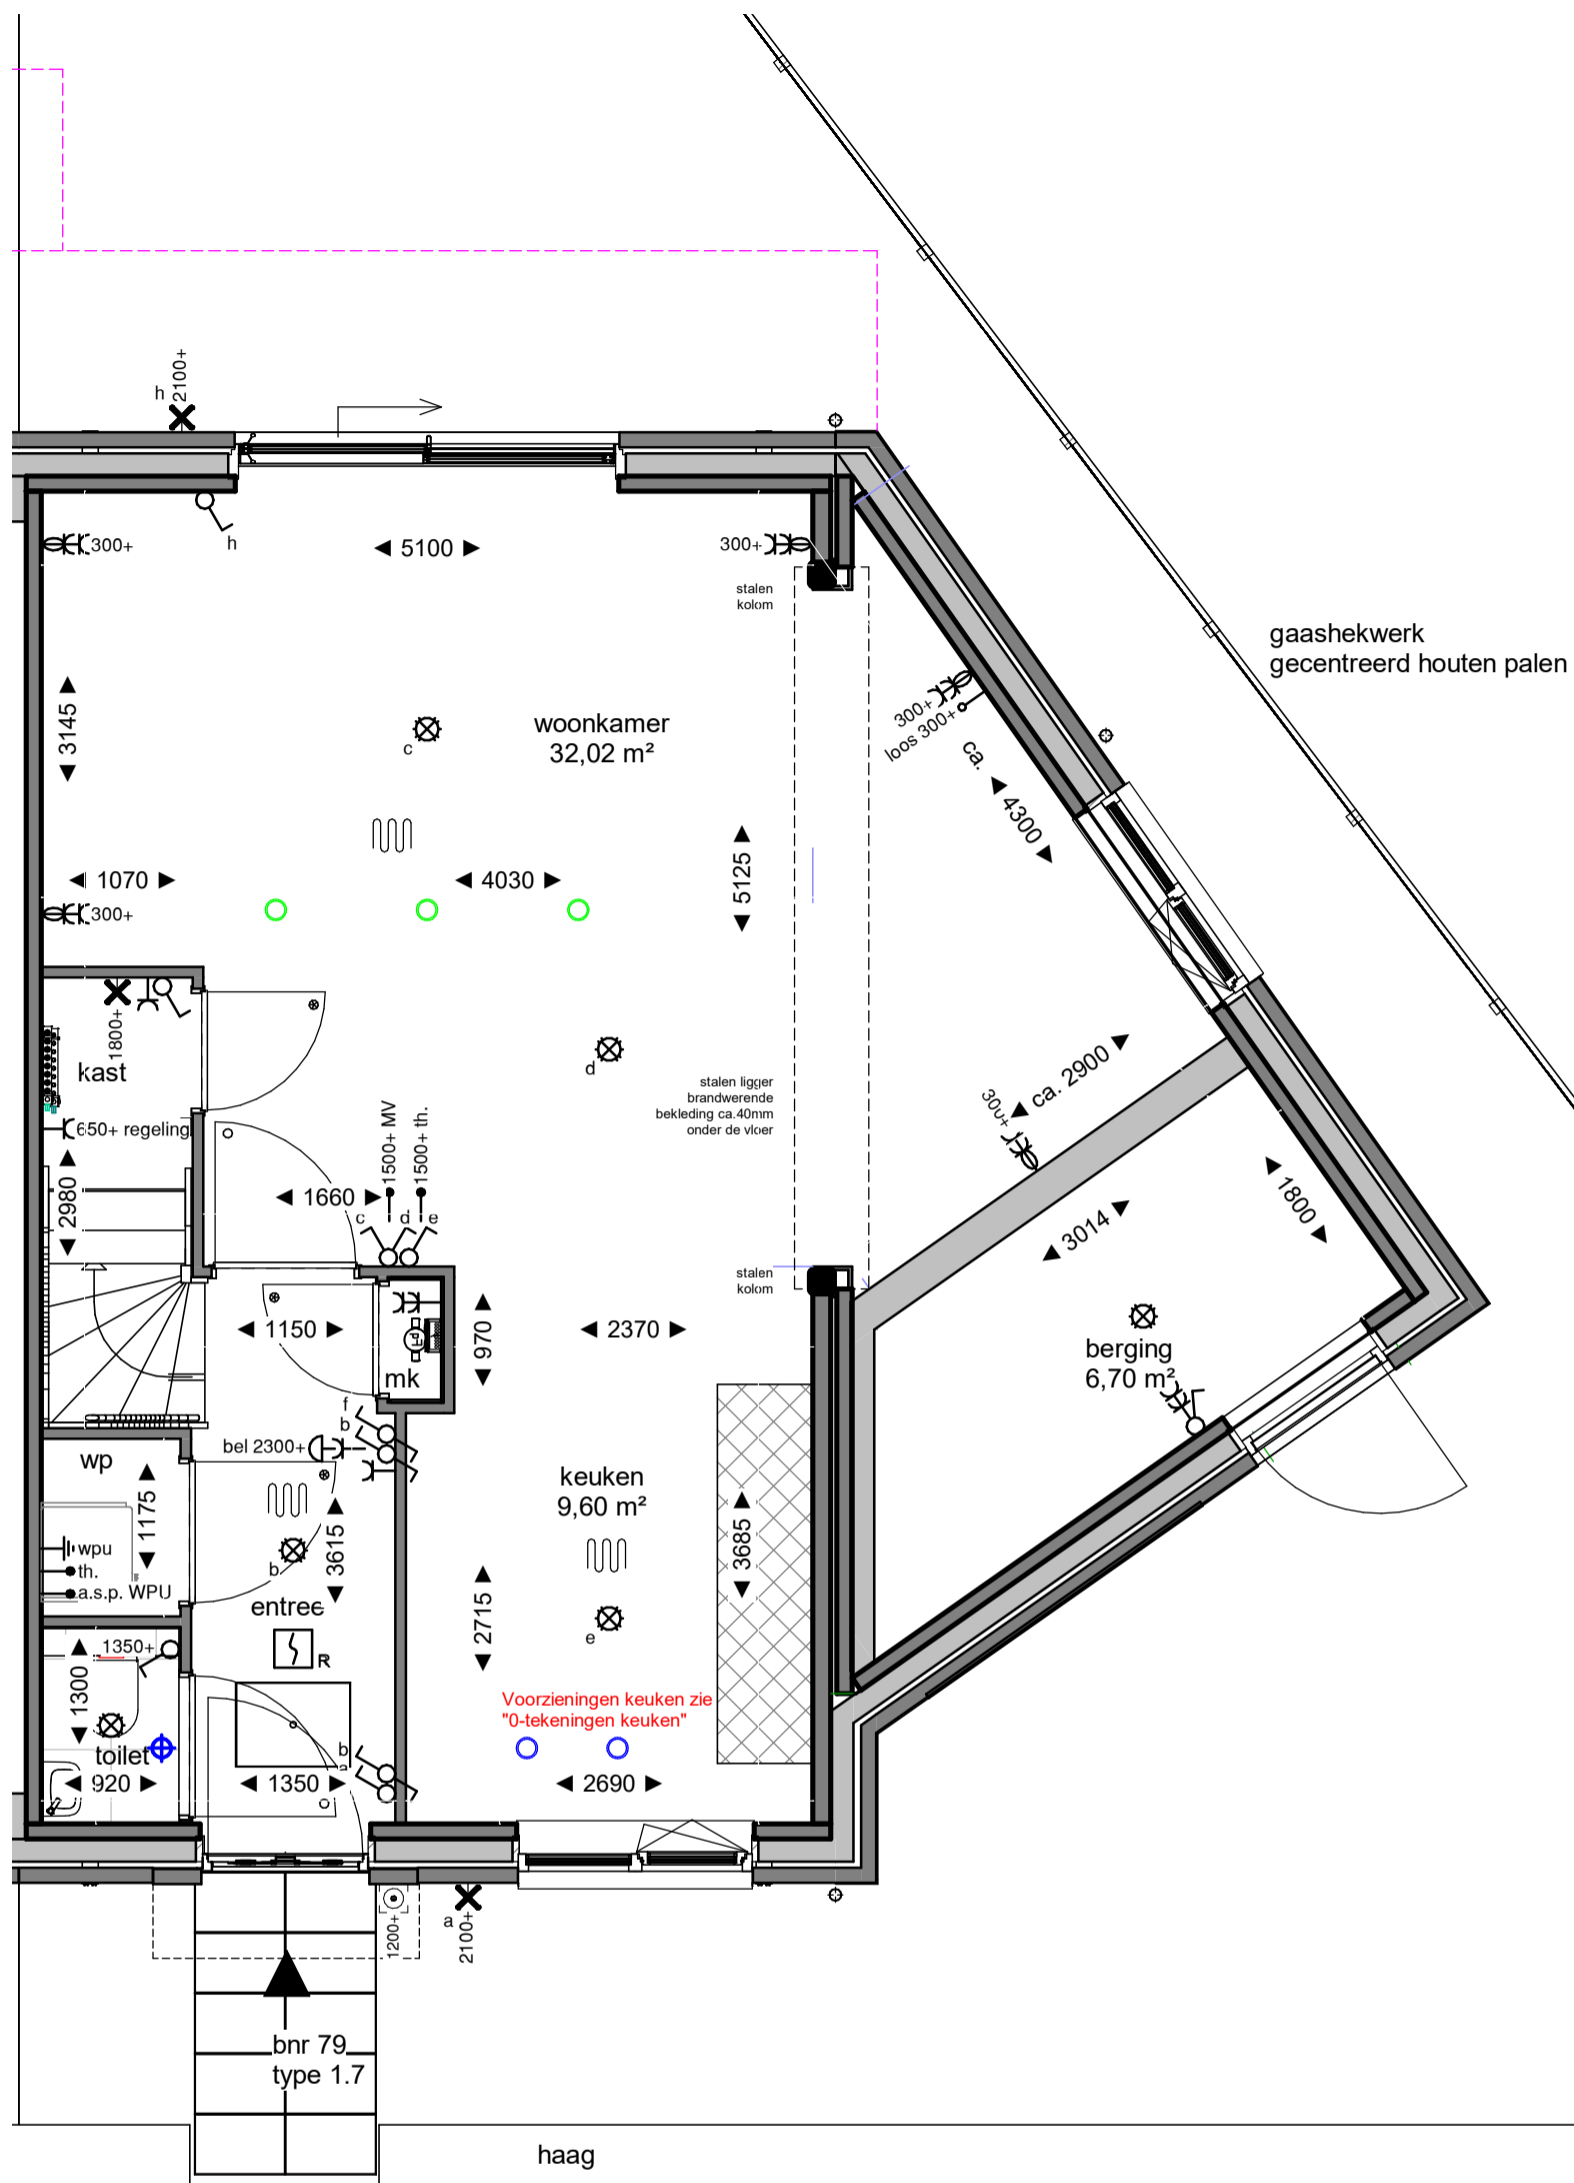 h
2100+
h
300+
5100
300+
stalen
kolom
gaashekwerk
gecentreerd houten palen
3145
c
woonkamer
32,02 m²
300+
loos 300+
ca.
4300
1070
4030
5125
300+
1800+
kast
d
stalen ligger
brandwerende
bekleding ca.40mm
onder de vloer
ca. 2900
300+
650+ regeling
1500+ MV
1500+ th.
2980
1660
c
d
e
3014
1800
stalen
kolom
1150
970
2370
mk
berging
6,70 m²
f
b
bel 2300+
wp
keuken
9,60 m²
1175
3615
3685
wpu
th.
a.s.p. WPU
b
entree
2715
e
R
1350+
1300
Voorzieningen keuken zie
"0-tekeningen keuken"
toilet
b
920
1350
2690
a
1200+
2100+
bnr 79
type 1.7
haag